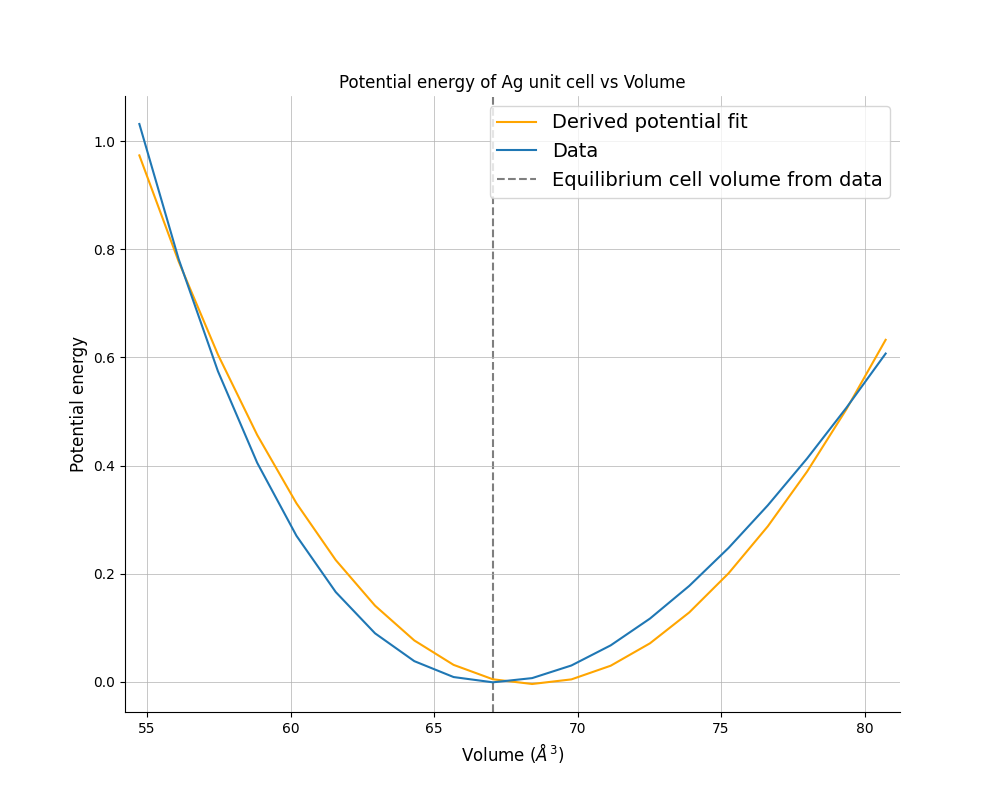 Potential energy of Ag unit cell vs Volume
Derived potential fit
Data
Equilibrium cell volume from data
Potential energy
1.0
0.8
0.6
0.4
0.2
0.0
55 60 65 70 75 80
Volume (Å³)